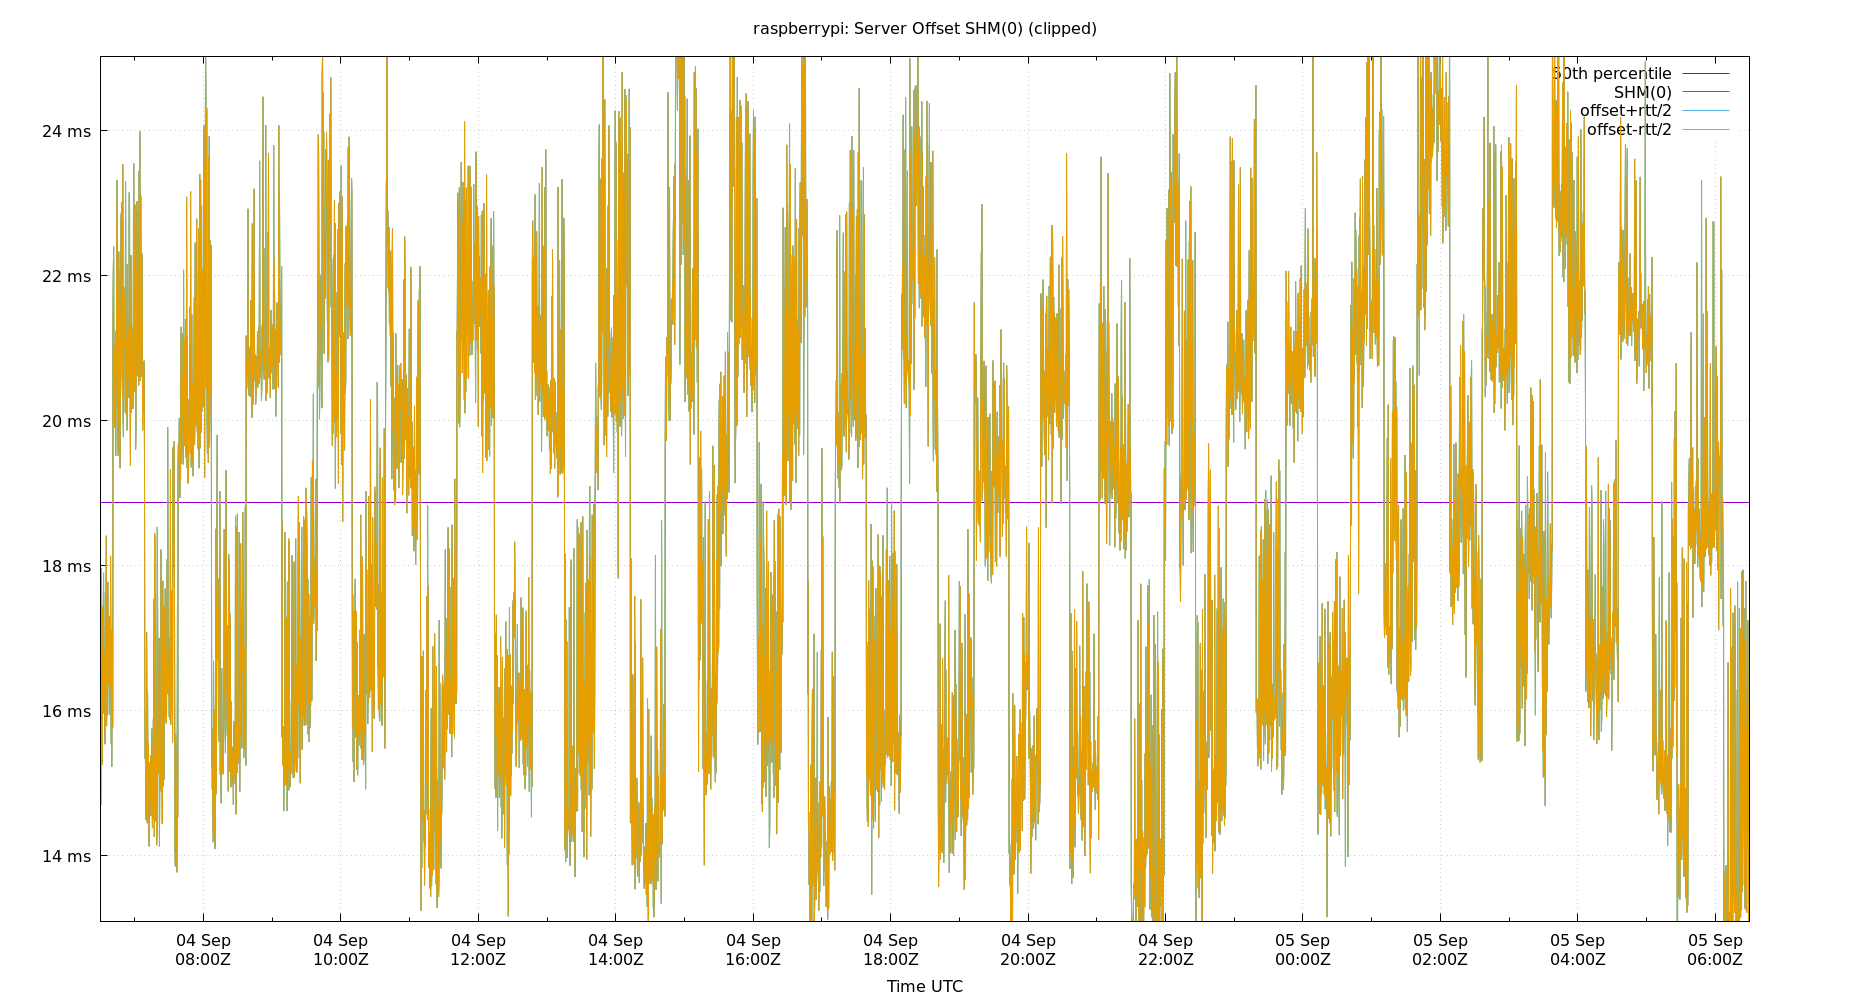 raspberrypi: Server Offset SHM(0) (clipped)
50th percentile
SHM(0)
offset+rtt/2
offset-rtt/2
24 ms
22 ms
20 ms
18 ms
16 ms
14 ms
04 Sep 04 Sep 04 Sep 04 Sep 04 Sep 04 Sep 04 Sep 04 Sep 05 Sep 05 Sep 05 Sep 05 Sep
08:00Z 10:00Z 12:00Z 14:00Z 16:00Z 18:00Z 20:00Z 22:00Z 00:00Z 02:00Z 04:00Z 06:00Z
Time UTC